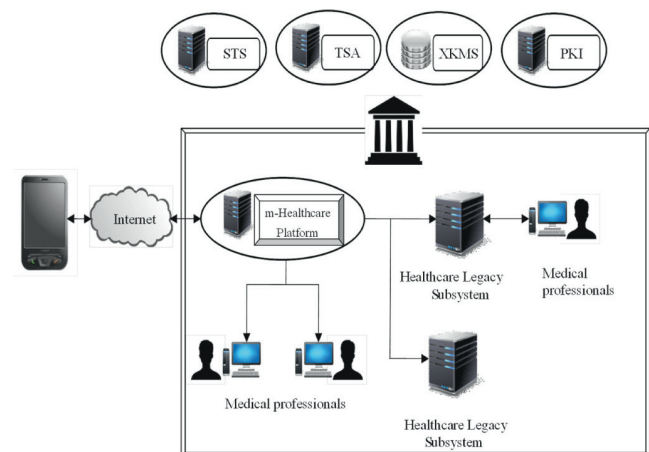 STS
TSA
XKMS
PKI
Internet
m-Healthcare
Platform
Healthcare Legacy
Subsystem
Medical
professionals
Medical professionals
Healthcare Legacy
Subsystem